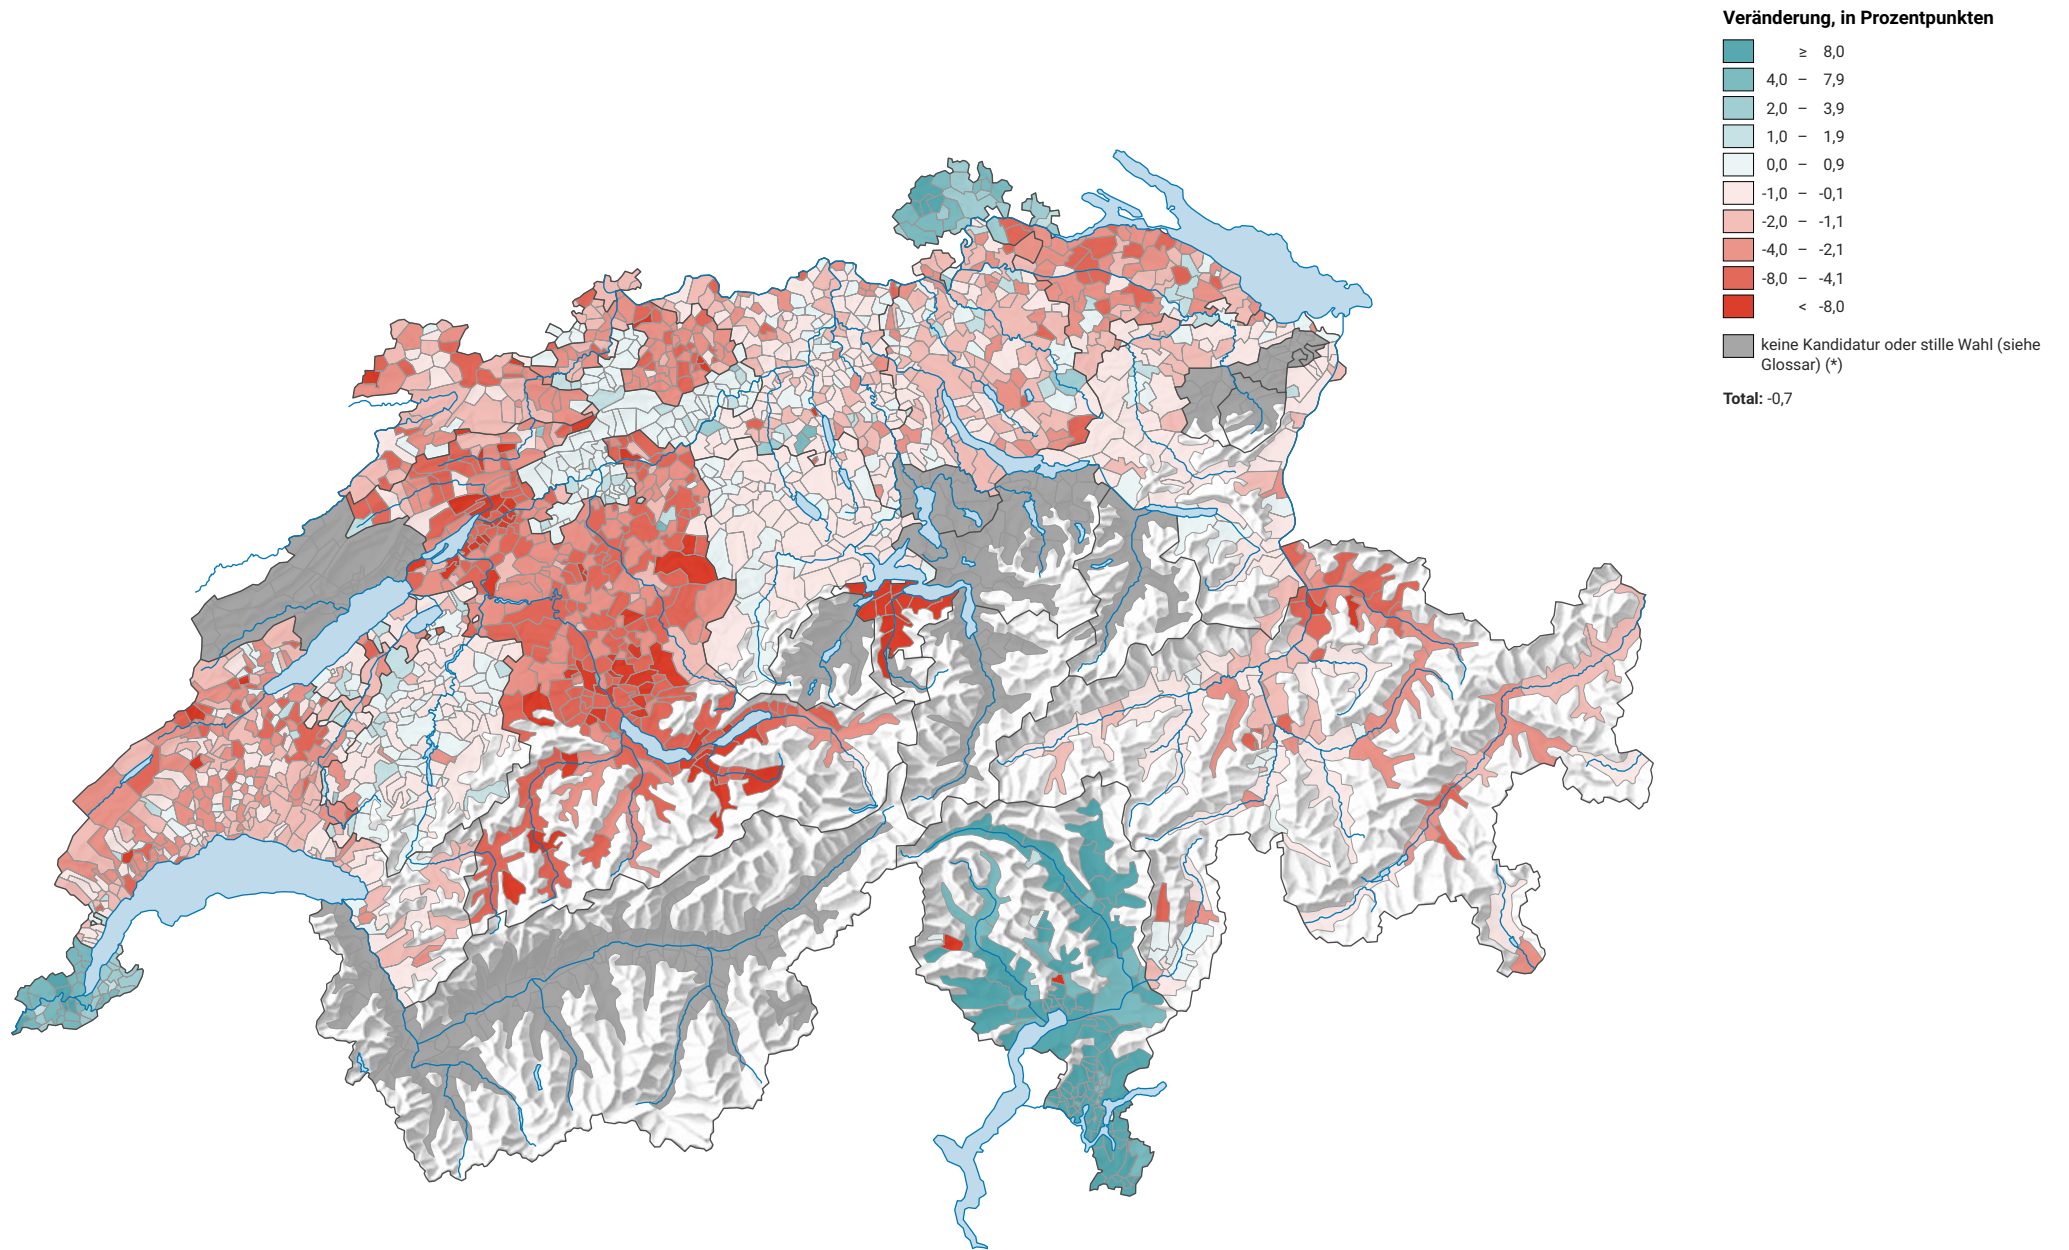 Veränderung, in Prozentpunkten
≥ 8,0
4,0 – 7,9
2,0 – 3,9
1,0 – 1,9
0,0 – 0,9
-1,0 – -0,1
-2,0 – -1,1
-4,0 – -2,1
-8,0 – -4,1
< -8,0
keine Kandidatur oder stille Wahl (siehe
Glossar) (*)
Total: -0,7